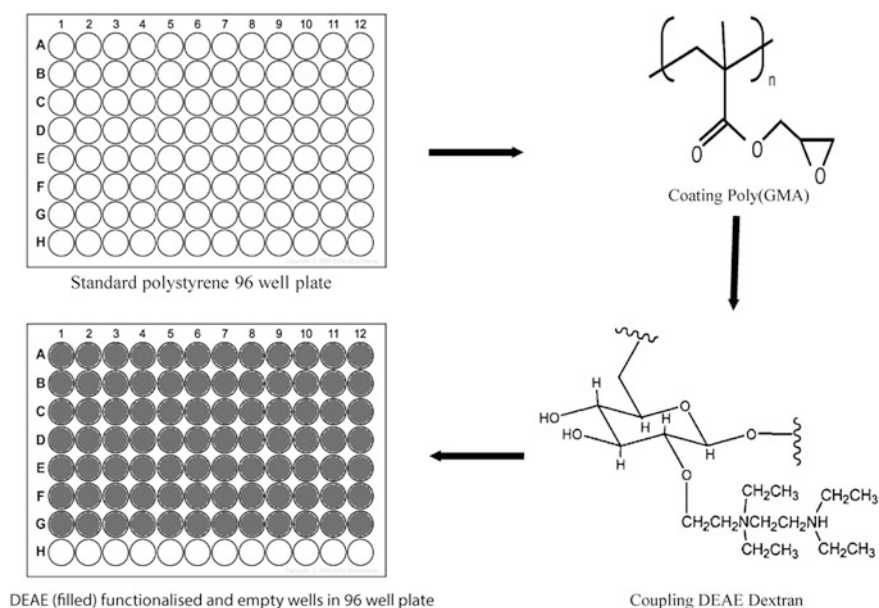 1 2 3 4 5 6 7 8 9 10 11 12
A
B
C
D
E
F
G
H
Standard polystyrene 96 well plate
n
O
O
O
Coating Poly(GMA)
1 2 3 4 5 6 7 8 9 10 11 12
A
B
C
D
E
F
G
H
DEAE (filled) functionalised and empty wells in 96 well plate
H
HO
O
H
H
HO
O
H
H
O
CH2CH3
CH2CH3
CH2CH2NCH2CH2NH
CH2CH3
CH2CH3
Coupling DEAE Dextran